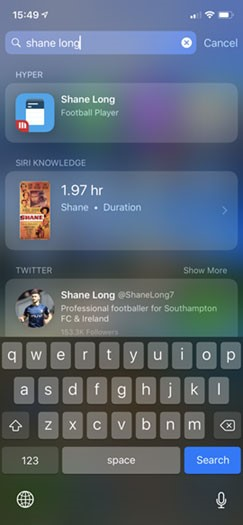 15:49
shane long
Cancel
HYPER
Shane Long
Football Player
SIRI KNOWLEDGE
1.97 hr
Shane • Duration
SHANE
TWITTER
Show More
Shane Long @ShaneLong7
Professional footballer for Southampton
FC & Ireland
153.3K Followers
q w e r t y u i o p
a s d f g h j k l
z x c v b n m
123
space
Search